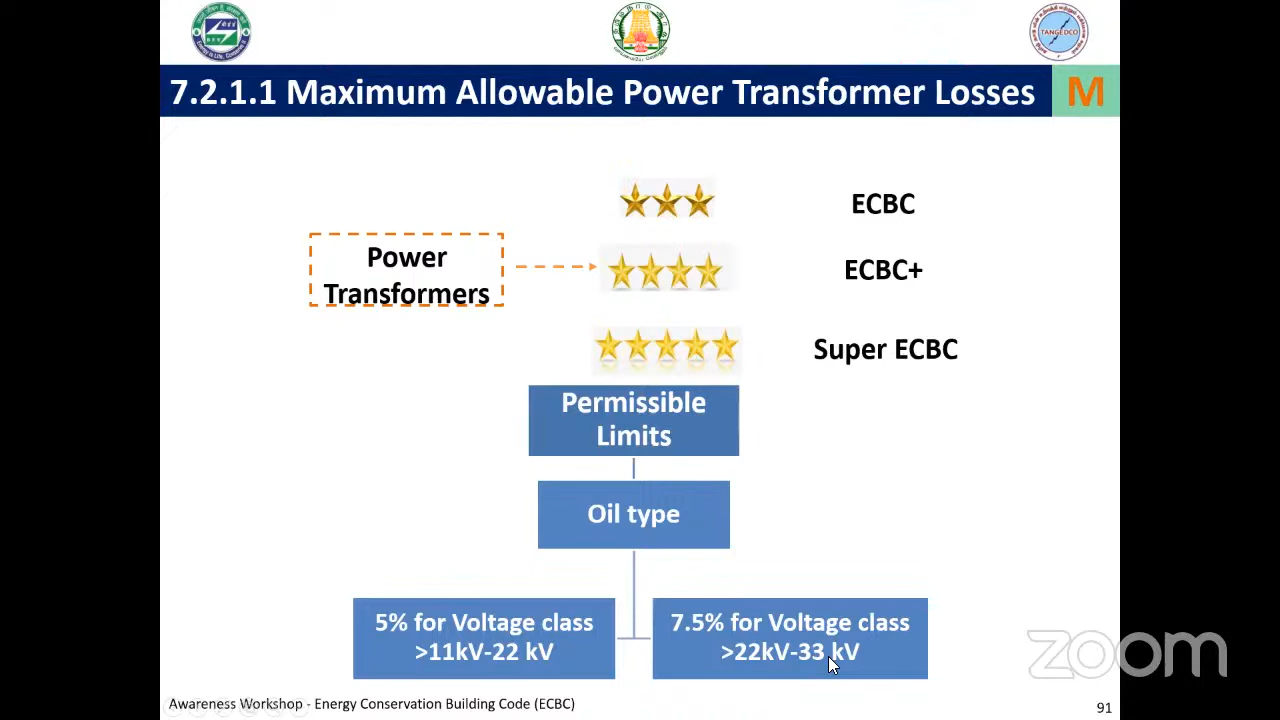 TANGEDCO
7.2.1.1 Maximum Allowable Power Transformer Losses
M
ECBC
Power
Transformers
ECBC+
Super ECBC
Permissible
Limits
Oil type
5% for Voltage class
>11kV-22 kV
7.5% for Voltage class
>22kV-33 kV
zoom
Awareness Workshop - Energy Conservation Building Code (ECBC)
91